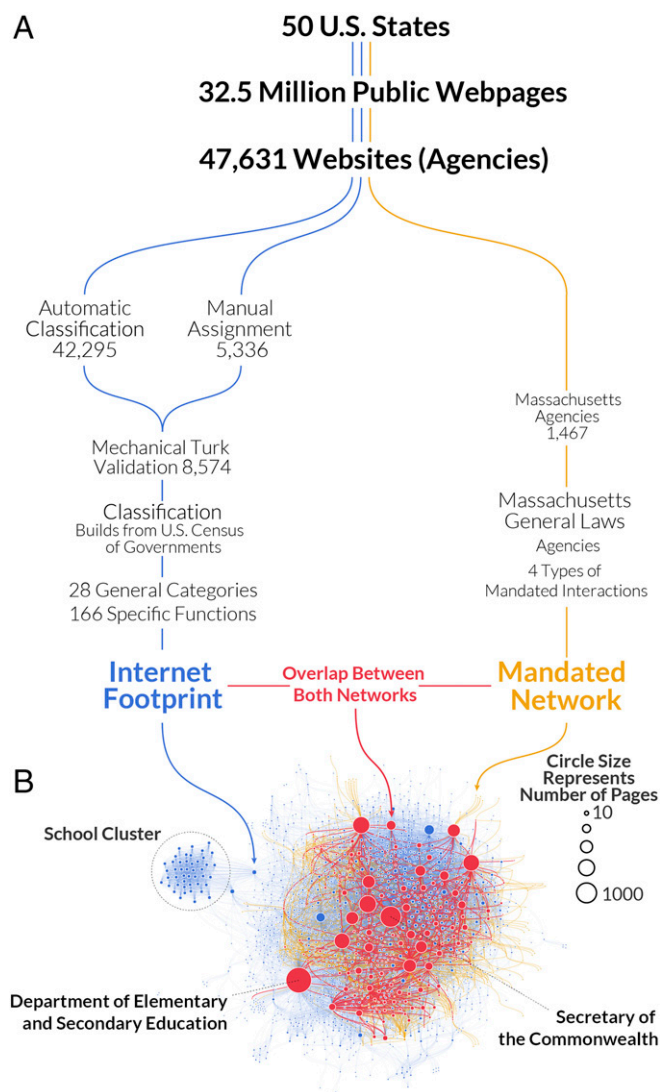 A
50 U.S. States
32.5 Million Public Webpages
47,631 Websites (Agencies)
Automatic
Classification
42,295
Manual
Assignment
5,336
Mechanical Turk
Validation 8,574
Classification
Builds from U.S. Census
of Governments
28 General Categories
166 Specific Functions
Internet
Footprint
Massachusetts
Agencies
1,467
Massachusetts
General Laws
Agencies
4 Types of
Mandated Interactions
Overlap Between
Both Networks
Mandated
Network
B
School Cluster
Circle Size
Represents
Number of Pages
10
1000
Department of Elementary
and Secondary Education
Secretary of
the Commonwealth